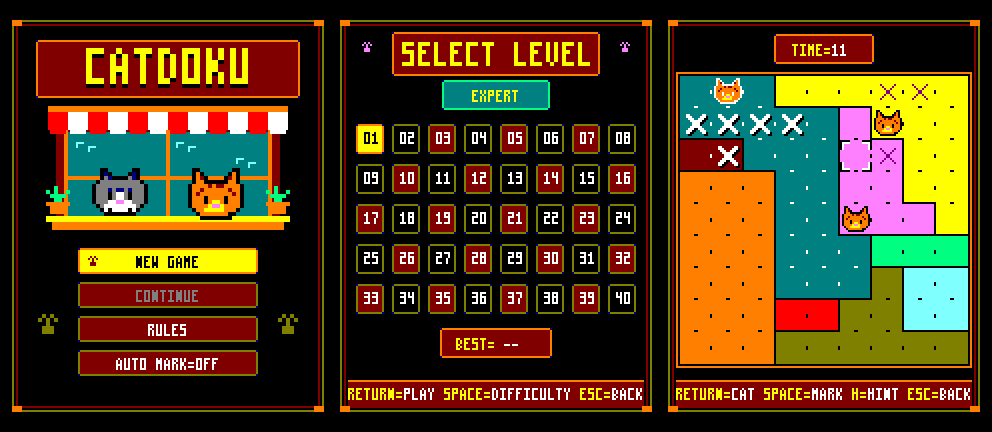 CATDOKU
NEW GAME
CONTINUE
RULES
AUTO MARK=OFF
SELECT LEVEL
EXPERT
01 02 03 04 05 06 07 08
09 10 11 12 13 14 15 16
17 18 19 20 21 22 23 24
25 26 27 28 29 30 31 32
33 34 35 36 37 38 39 40
BEST= --
RETURN=PLAY SPACE=DIFFICULTY ESC=BACK
TIME=11
RETURN=CAT SPACE=MARK H=HINT ESC=BACK